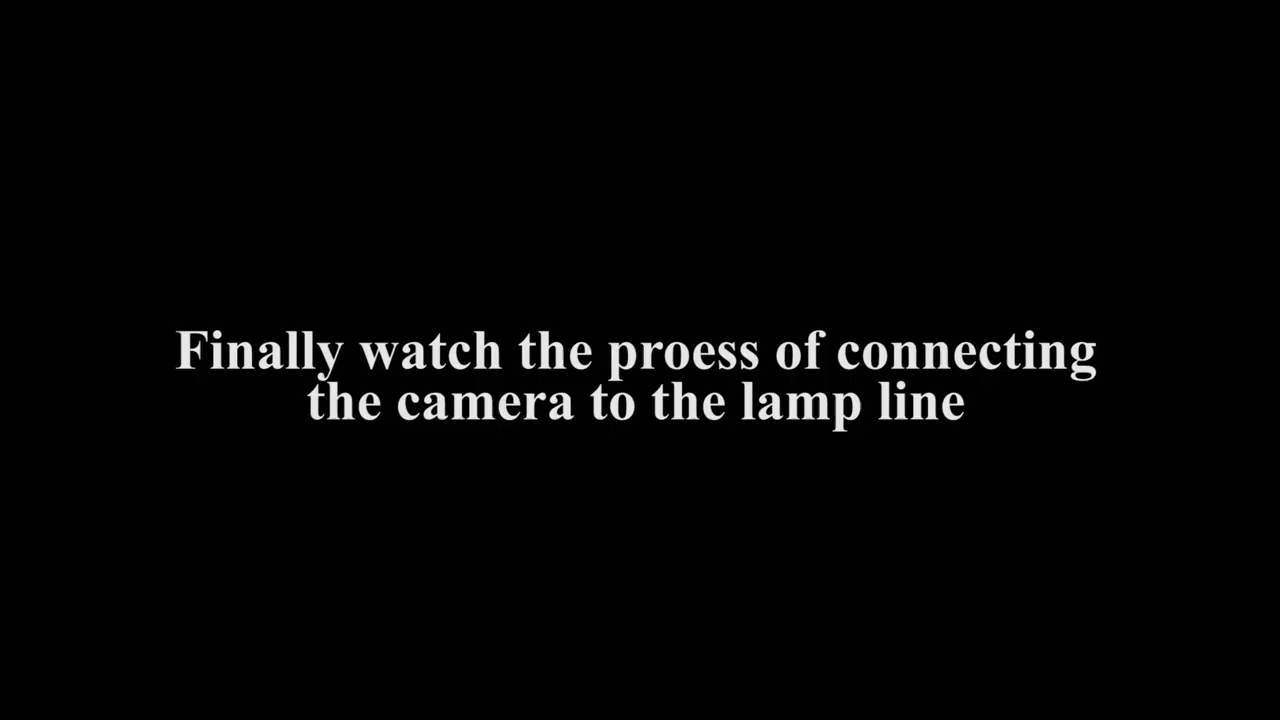 Finally watch the proess of connecting
the camera to the lamp line